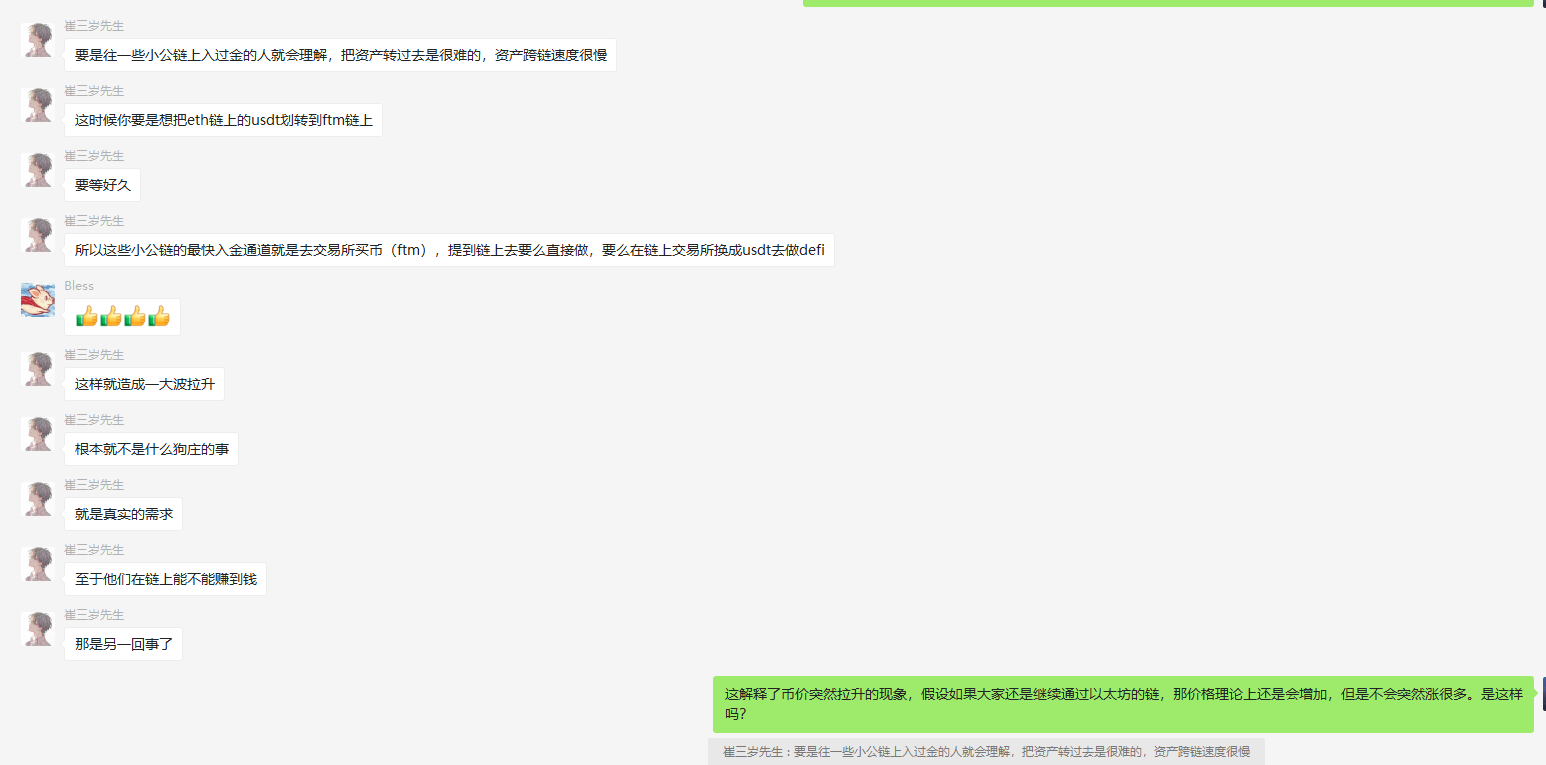 崔三岁先生
要是往一些小公链上入过金的人就会理解，把资产转过去是很难的，资产跨链速度很慢
崔三岁先生
这时候你要是想把eth链上的usdt划转到ftm链上
崔三岁先生
要等好久
崔三岁先生
所以这些小公链的最快入金通道就是去交易所买币（ftm），提到链上去要么直接做，要么在链上交易所换成usdt去做defi
Bless
崔三岁先生
这样就造成一大波拉升
崔三岁先生
根本就不是什么狗庄的事
崔三岁先生
就是真实的需求
崔三岁先生
至于他们在链上能不能赚到钱
崔三岁先生
那是另一回事了
这解释了币价突然拉升的现象，假设如果大家还是继续通过以太坊的链，那价格理论上还是会增加，但是不会突然涨很多。是这样
吗？
崔三岁先生：要是往一些小公链上入过金的人就会理解，把资产转过去是很难的，资产跨链速度很慢